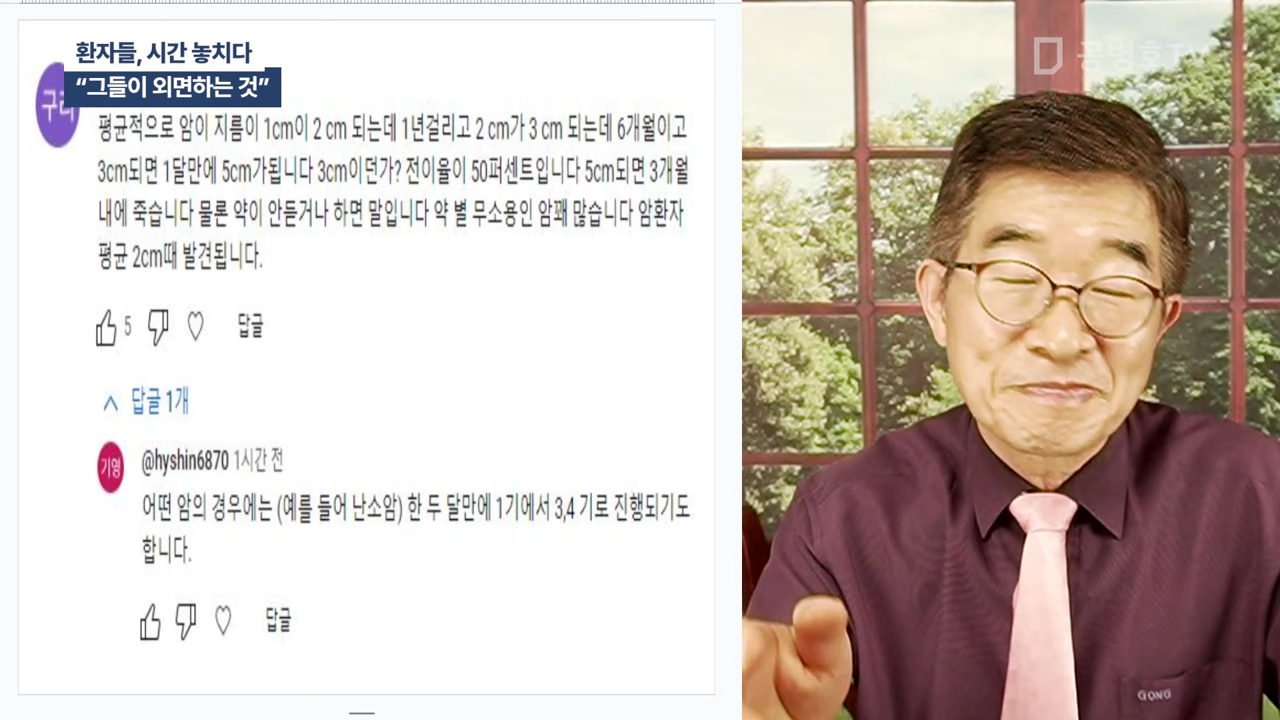 환자들, 시간 놓치다
“그들이 외면하는 것”
구리
평균적으로 암이 지름이 1cm이 2 cm 되는데 1년걸리고 2 cm가 3 cm 되는데 6개월이고
3cm되면 1달만에 5cm가됩니다 3cm이던가? 전이율이 50퍼센트입니다 5cm되면 3개월
내에 죽습니다 물론 약이 안듣거나 하면 말입니다 약 별 무소용인 암꽤 많습니다 암환자
평균 2cm때 발견됩니다.
5 답글
답글 1개
기영
@hyshin6870 1시간 전
어떤 암의 경우에는 (예를 들어 난소암) 한 두 달만에 1기에서 3,4 기로 진행되기도
합니다.
답글
공병호TV
GONG